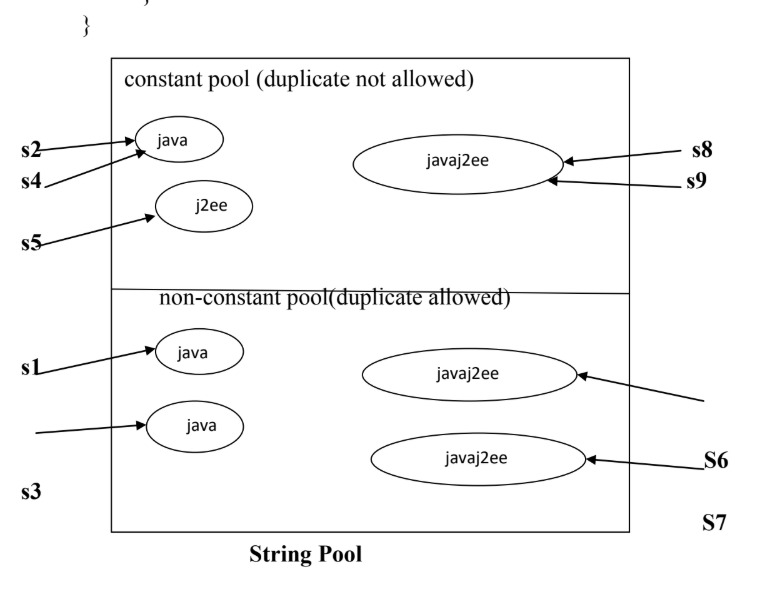 }
constant pool (duplicate not allowed)
s2
java
javaj2ee
s8
s4
s9
j2ee
s5
non-constant pool(duplicate allowed)
s1
java
javaj2ee
java
javaj2ee
S6
s3
S7
String Pool